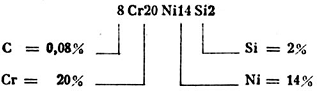 8 Cr20 Ni14 Si2
C = 0,08%
Si = 2%
Cr = 20%
Ni = 14%